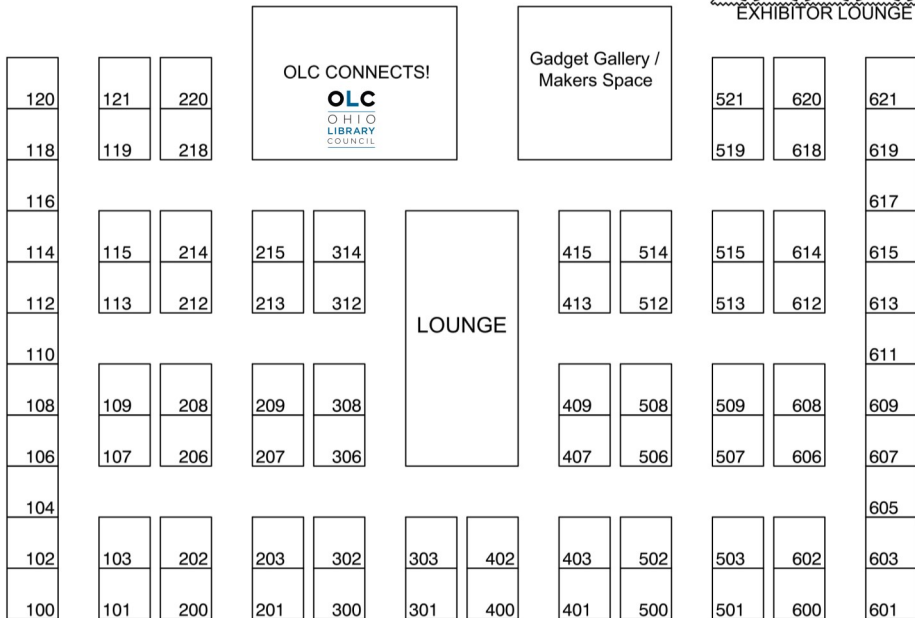 EXHIBITOR LOUNGE
OLC CONNECTS!
OLC
OHIO
LIBRARY
COUNCIL
Gadget Gallery /
Makers Space
120 121 220 521 620 621
118 119 218 519 618 619
116 617
114 115 214 215 314 415 514 515 614 615
112 113 212 213 312 413 512 513 612 613
LOUNGE
110 611
108 109 208 209 308 409 508 509 608 609
106 107 206 207 306 407 506 507 606 607
104 605
102 103 202 203 302 303 402 403 502 503 602 603
100 101 200 201 300 301 400 401 500 501 600 601